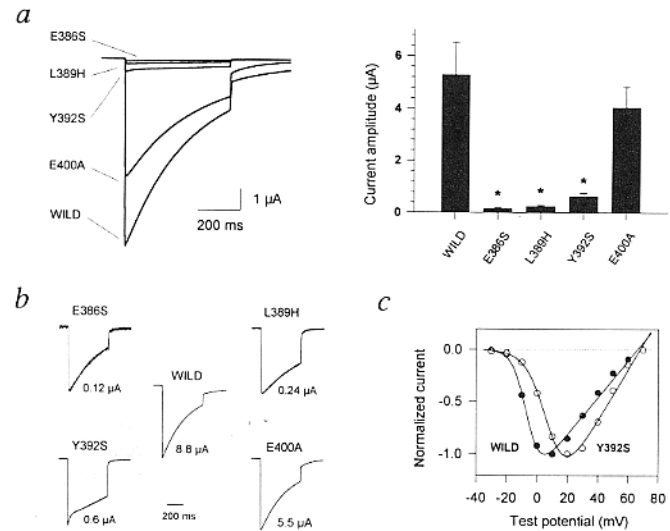 a
E386S
L389H
Y392S
E400A
WILD
1 µA
200 ms
Current amplitude (µA)
6
4
2
0
* * *
WILD E386S L389H Y392S E400A
b
E386S
0.12 µA
L389H
0.24 µA
WILD
8.8 µA
Y392S
0.6 µA
200 ms
E400A
5.5 µA
c
Normalized current
0.0
-0.5
-1.0
WILD Y392S
-40 -20 0 20 40 60 80
Test potential (mV)